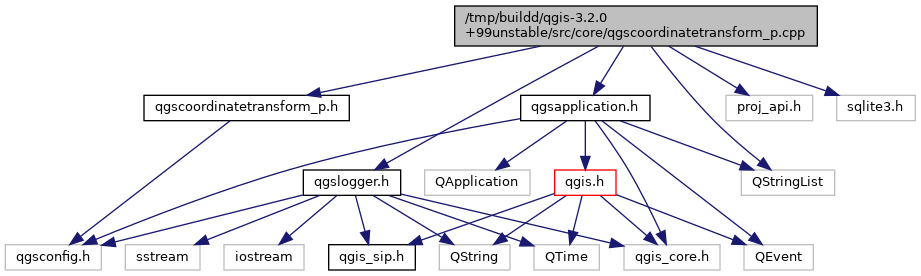 /tmp/buildd/qgis-3.2.0
+99unstable/src/core/qgscoordinatetransform_p.cpp
qgscoordinatetransform_p.h
qgsapplication.h
proj_api.h
sqlite3.h
qgslogger.h
QApplication
qgis.h
QStringList
qgsconfig.h
sstream
iostream
qgis_sip.h
QString
QTime
qgis_core.h
QEvent